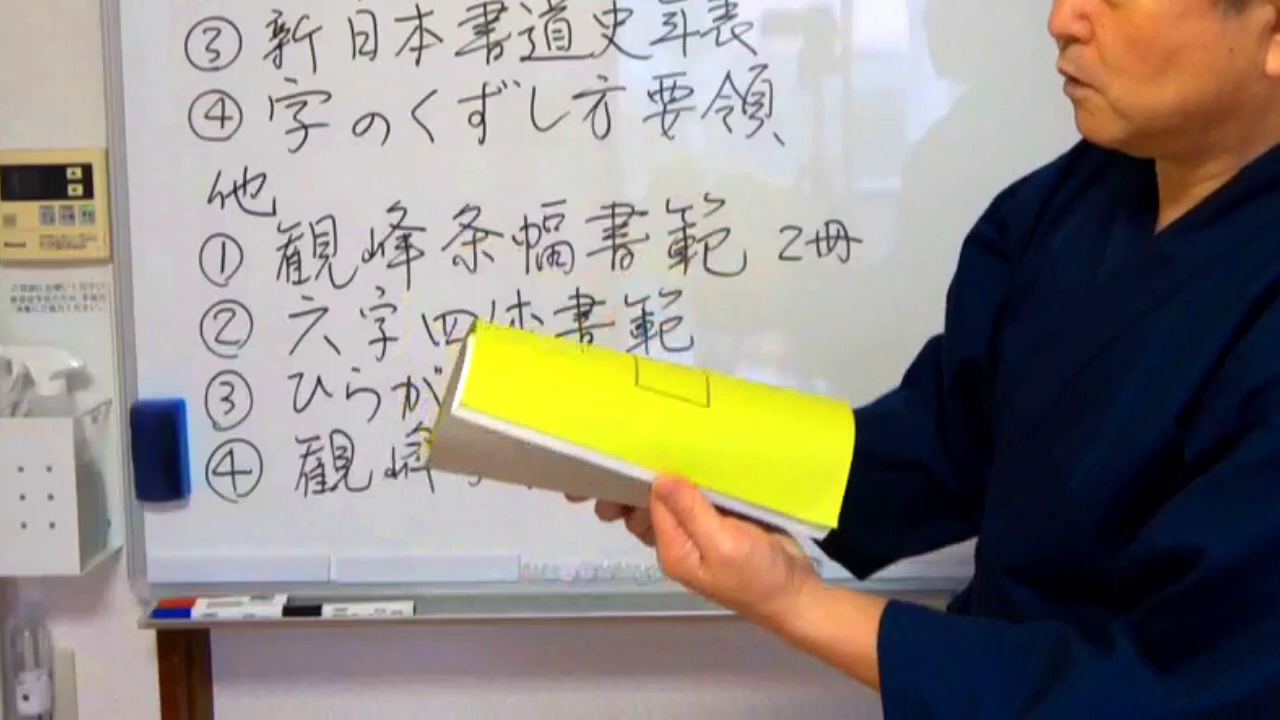 ③ 新日本書道史年表
④ 字のくずし方要領
他
① 観峰条幅書範 2冊
② 六字四体書範
③ ひらが
④ 観峰